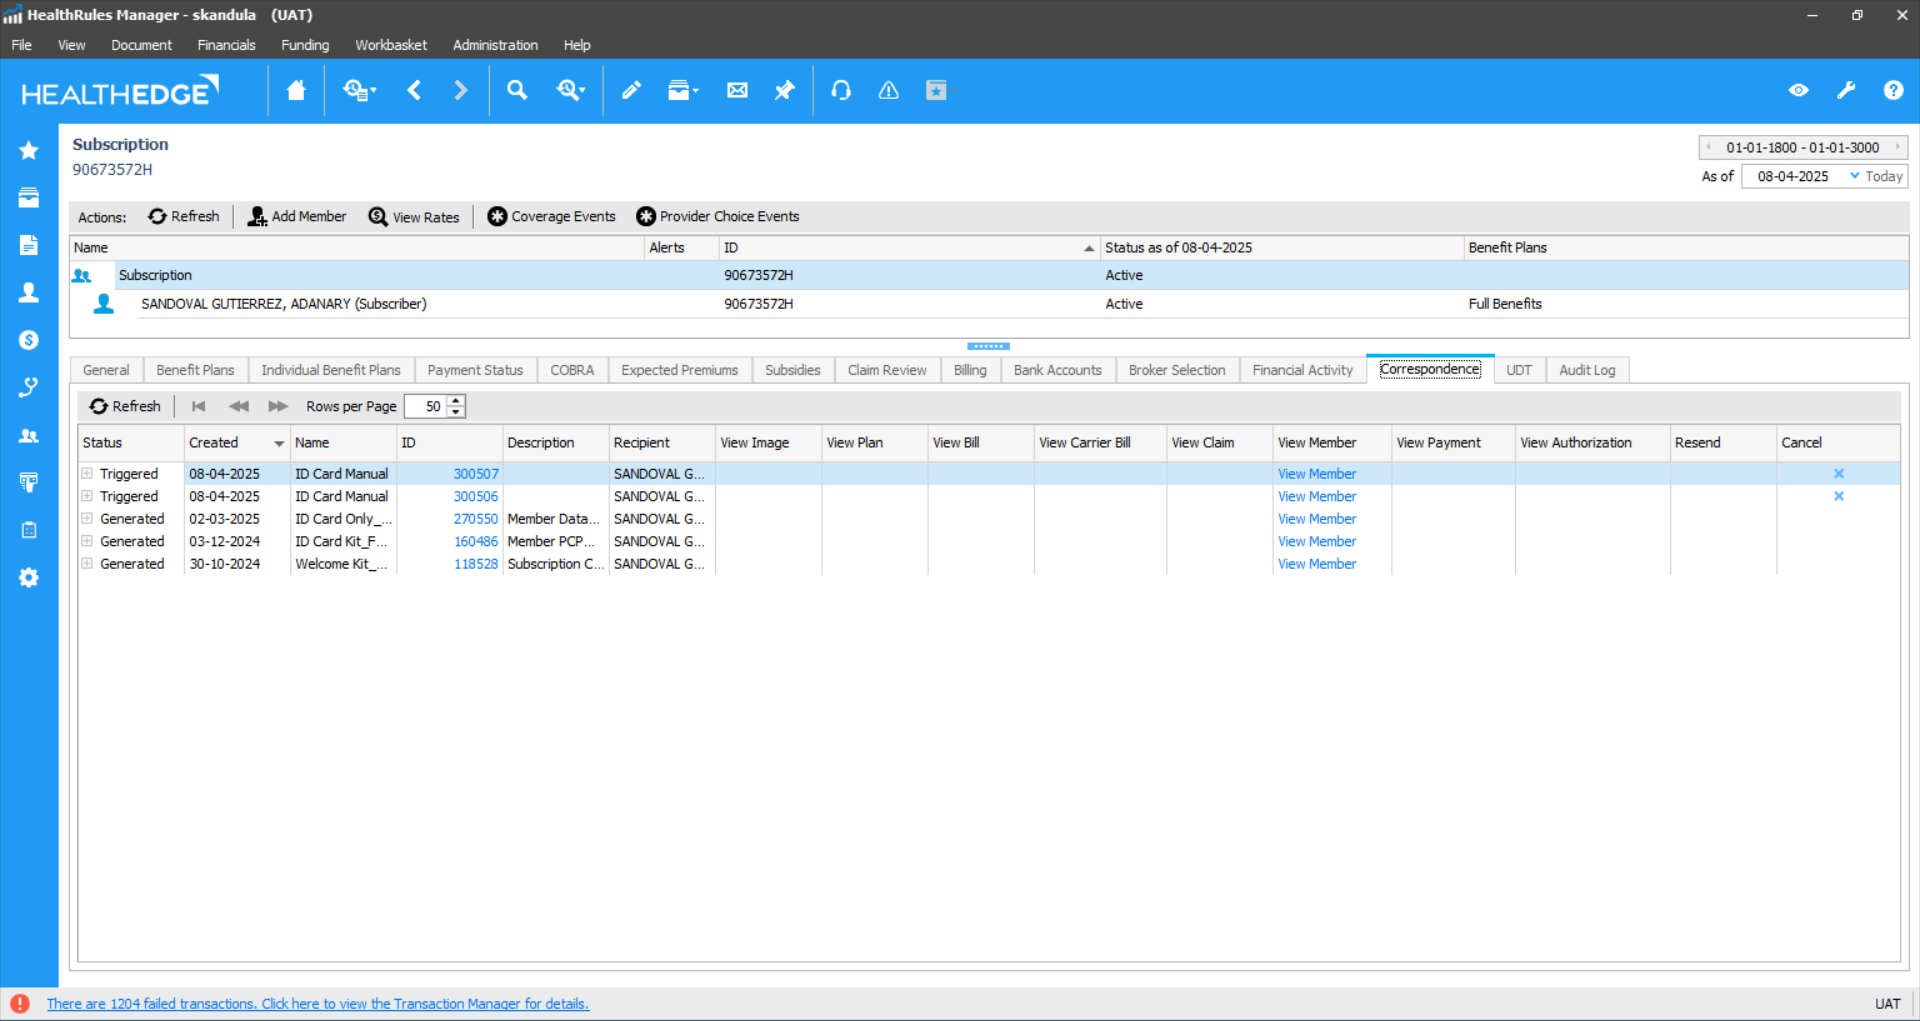 HealthRules Manager - skandula (UAT)
File View Document Financials Funding Workbasket Administration Help
HEALTHEDGE
Subscription
90673572H
01-01-1800 - 01-01-3000
As of 08-04-2025 Today
Actions: Refresh Add Member View Rates Coverage Events Provider Choice Events
Name Alerts ID Status as of 08-04-2025 Benefit Plans
Subscription 90673572H Active
SANDOVAL GUTIERREZ, ADANARY (Subscriber) 90673572H Active Full Benefits
General Benefit Plans Individual Benefit Plans Payment Status COBRA Expected Premiums Subsidies Claim Review Billing Bank Accounts Broker Selection Financial Activity Correspondence UDT Audit Log
Refresh Rows per Page 50
Status Created Name ID Description Recipient View Image View Plan View Bill View Carrier Bill View Claim View Member View Payment View Authorization Resend Cancel
Triggered 08-04-2025 ID Card Manual 300507 SANDOVAL G... View Member
Triggered 08-04-2025 ID Card Manual 300506 SANDOVAL G... View Member
Generated 02-03-2025 ID Card Only_... 270550 Member Data... SANDOVAL G... View Member
Generated 03-12-2024 ID Card Kit_F... 160486 Member PCP... SANDOVAL G... View Member
Generated 30-10-2024 Welcome Kit_... 118528 Subscription C... SANDOVAL G... View Member
There are 1204 failed transactions. Click here to view the Transaction Manager for details.
UAT